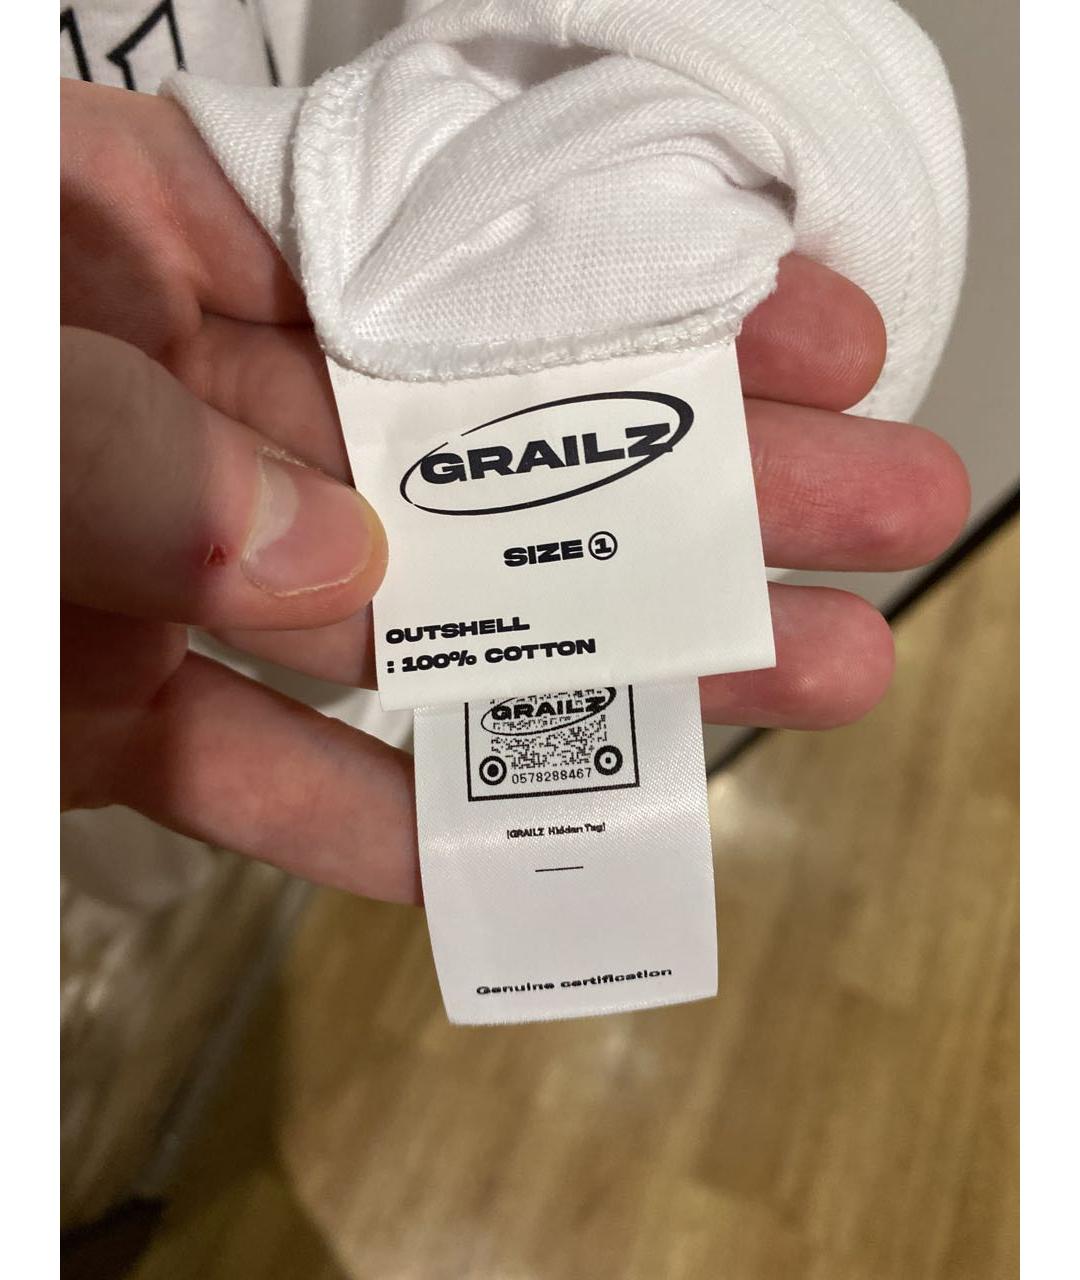 GRAILZ
SIZE ①
OUTSHELL
: 100% COTTON
GRAILZ
0578288467
[GRAILZ Hidden Tag]
Genuine certification